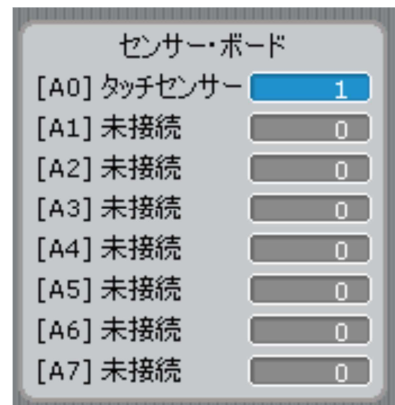 センサー・ボード
[A0] タッチセンサー 1
[A1] 未接続 0
[A2] 未接続 0
[A3] 未接続 0
[A4] 未接続 0
[A5] 未接続 0
[A6] 未接続 0
[A7] 未接続 0